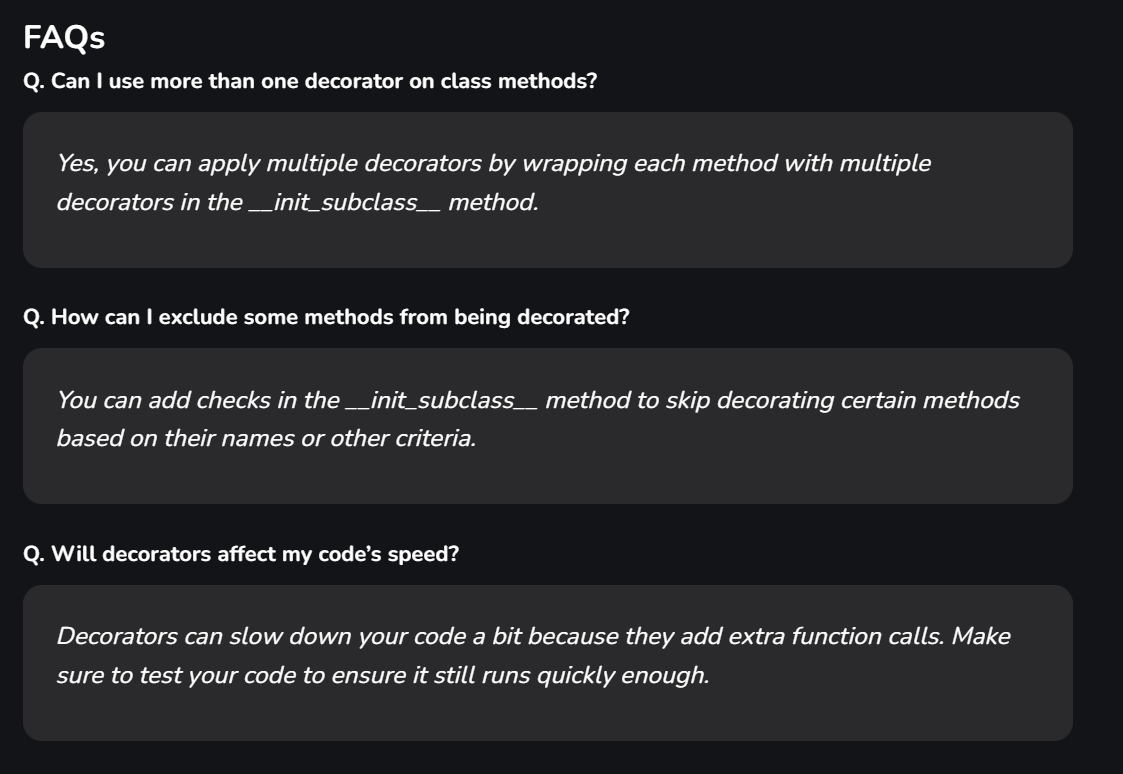 FAQs
Q. Can I use more than one decorator on class methods?
Yes, you can apply multiple decorators by wrapping each method with multiple
decorators in the __init_subclass__ method.
Q. How can I exclude some methods from being decorated?
You can add checks in the __init_subclass__ method to skip decorating certain methods
based on their names or other criteria.
Q. Will decorators affect my code’s speed?
Decorators can slow down your code a bit because they add extra function calls. Make
sure to test your code to ensure it still runs quickly enough.